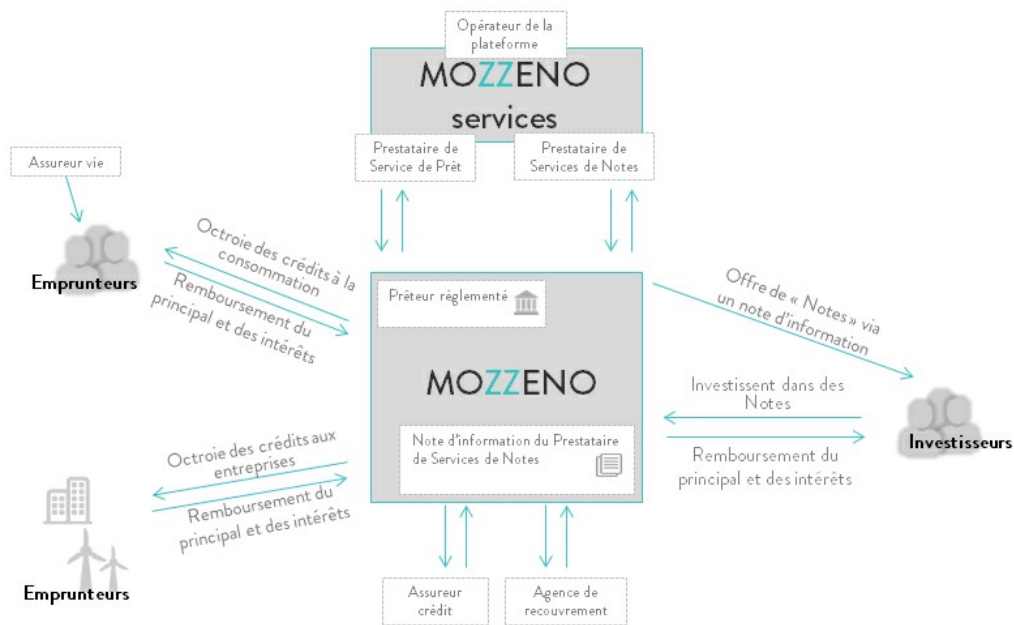 Opérateur de la
plateforme
MOZZENO
services
Prestataire de
Service de Prêt
Prestataire de
Services de Notes
Assureur vie
Emprunteurs
Octroie des crédits à la
consommation
Remboursement du
principal et des intérêts
Prêteur réglementé
MOZZENO
Note d'information du Prestataire
de Services de Notes
Offre de « Notes » via
un note d'information
Investissent dans des
Notes
Remboursement du
principal et des intérêts
Investisseurs
Octroie des crédits aux
entreprises
Remboursement du
principal et des intérêts
Emprunteurs
Assureur
crédit
Agence de
recouvrement